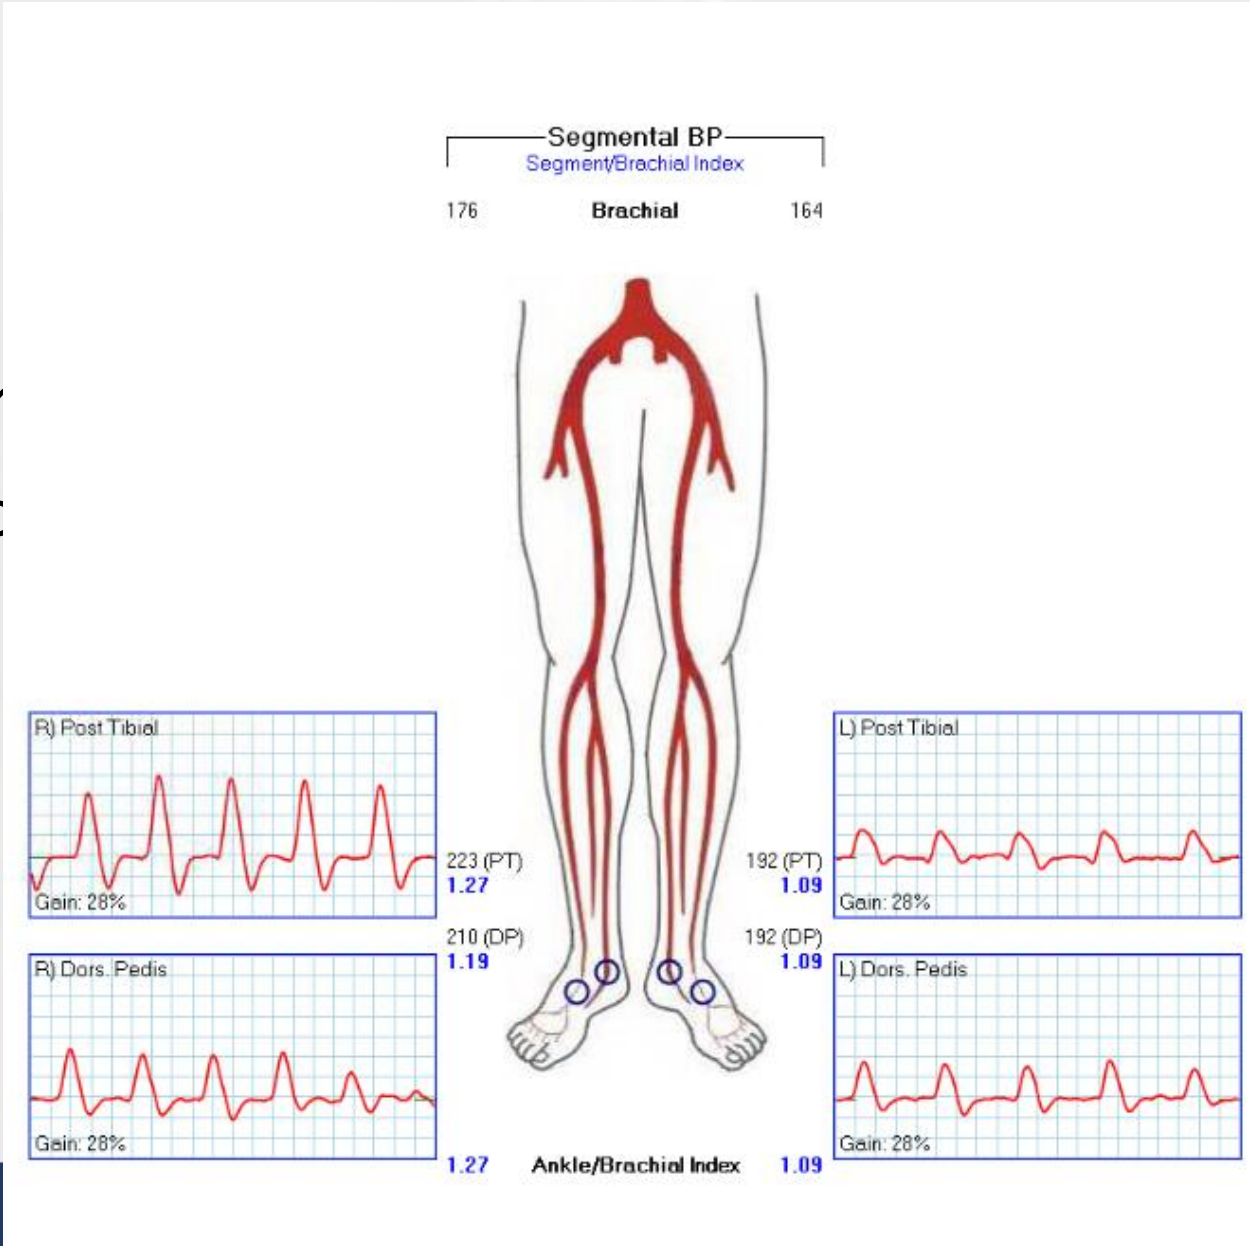 Segmental BP
Segment/Brachial Index
176 Brachial 164
R) Post Tibial
Gain: 28%
223 (PT)
1.27
210 (DP)
1.19
R) Dors. Pedis
Gain: 28%
L) Post Tibial
Gain: 28%
192 (PT)
1.09
192 (DP)
1.09
L) Dors. Pedis
Gain: 28%
1.27 Ankle/Brachial Index 1.09